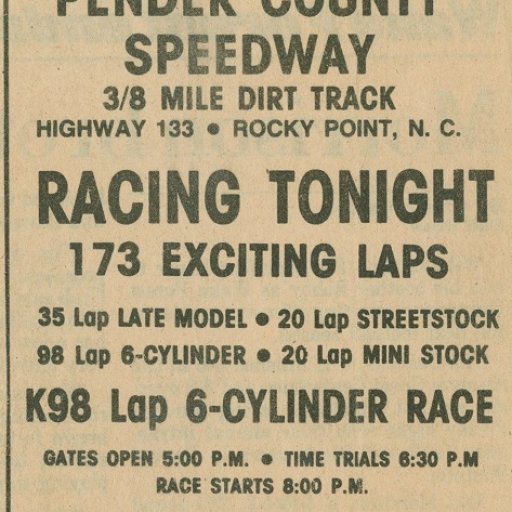 PENDER COUNTY
SPEEDWAY
3/8 MILE DIRT TRACK
HIGHWAY 133 • ROCKY POINT, N. C.
RACING TONIGHT
173 EXCITING LAPS
35 Lap LATE MODEL • 20 Lap STREETSTOCK
98 Lap 6-CYLINDER • 20 Lap MINI STOCK
K98 Lap 6-CYLINDER RACE
GATES OPEN 5:00 P.M. • TIME TRIALS 6:30 P.M
RACE STARTS 8:00 P.M.